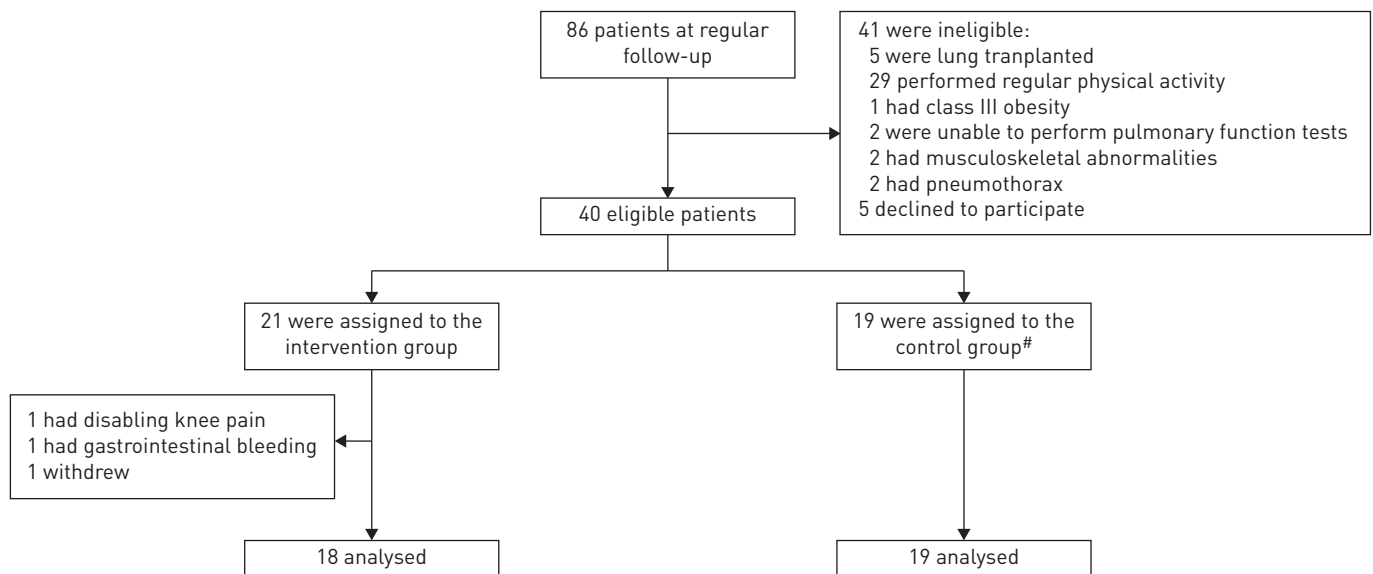 86 patients at regular
follow-up
41 were ineligible:
5 were lung tranplanted
29 performed regular physical activity
1 had class III obesity
2 were unable to perform pulmonary function tests
2 had musculoskeletal abnormalities
2 had pneumothorax
5 declined to participate
40 eligible patients
21 were assigned to the
intervention group
19 were assigned to the
control group#
1 had disabling knee pain
1 had gastrointestinal bleeding
1 withdrew
18 analysed
19 analysed